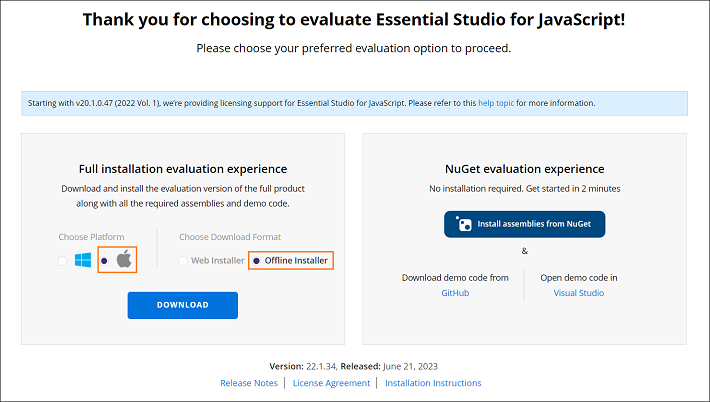 Thank you for choosing to evaluate Essential Studio for JavaScript!
Please choose your preferred evaluation option to proceed.
Starting with v20.1.0.47 (2022 Vol. 1), we're providing licensing support for Essential Studio for JavaScript. Please refer to this help topic for more information.
Full installation evaluation experience
Download and install the evaluation version of the full product
along with all the required assemblies and demo code.
Choose Platform
Choose Download Format
Web Installer
Offline Installer
DOWNLOAD
NuGet evaluation experience
No installation required. Get started in 2 minutes
Install assemblies from NuGet
&
Download demo code from
GitHub
Open demo code in
Visual Studio
Version: 22.1.34, Released: June 21, 2023
Release Notes | License Agreement | Installation Instructions